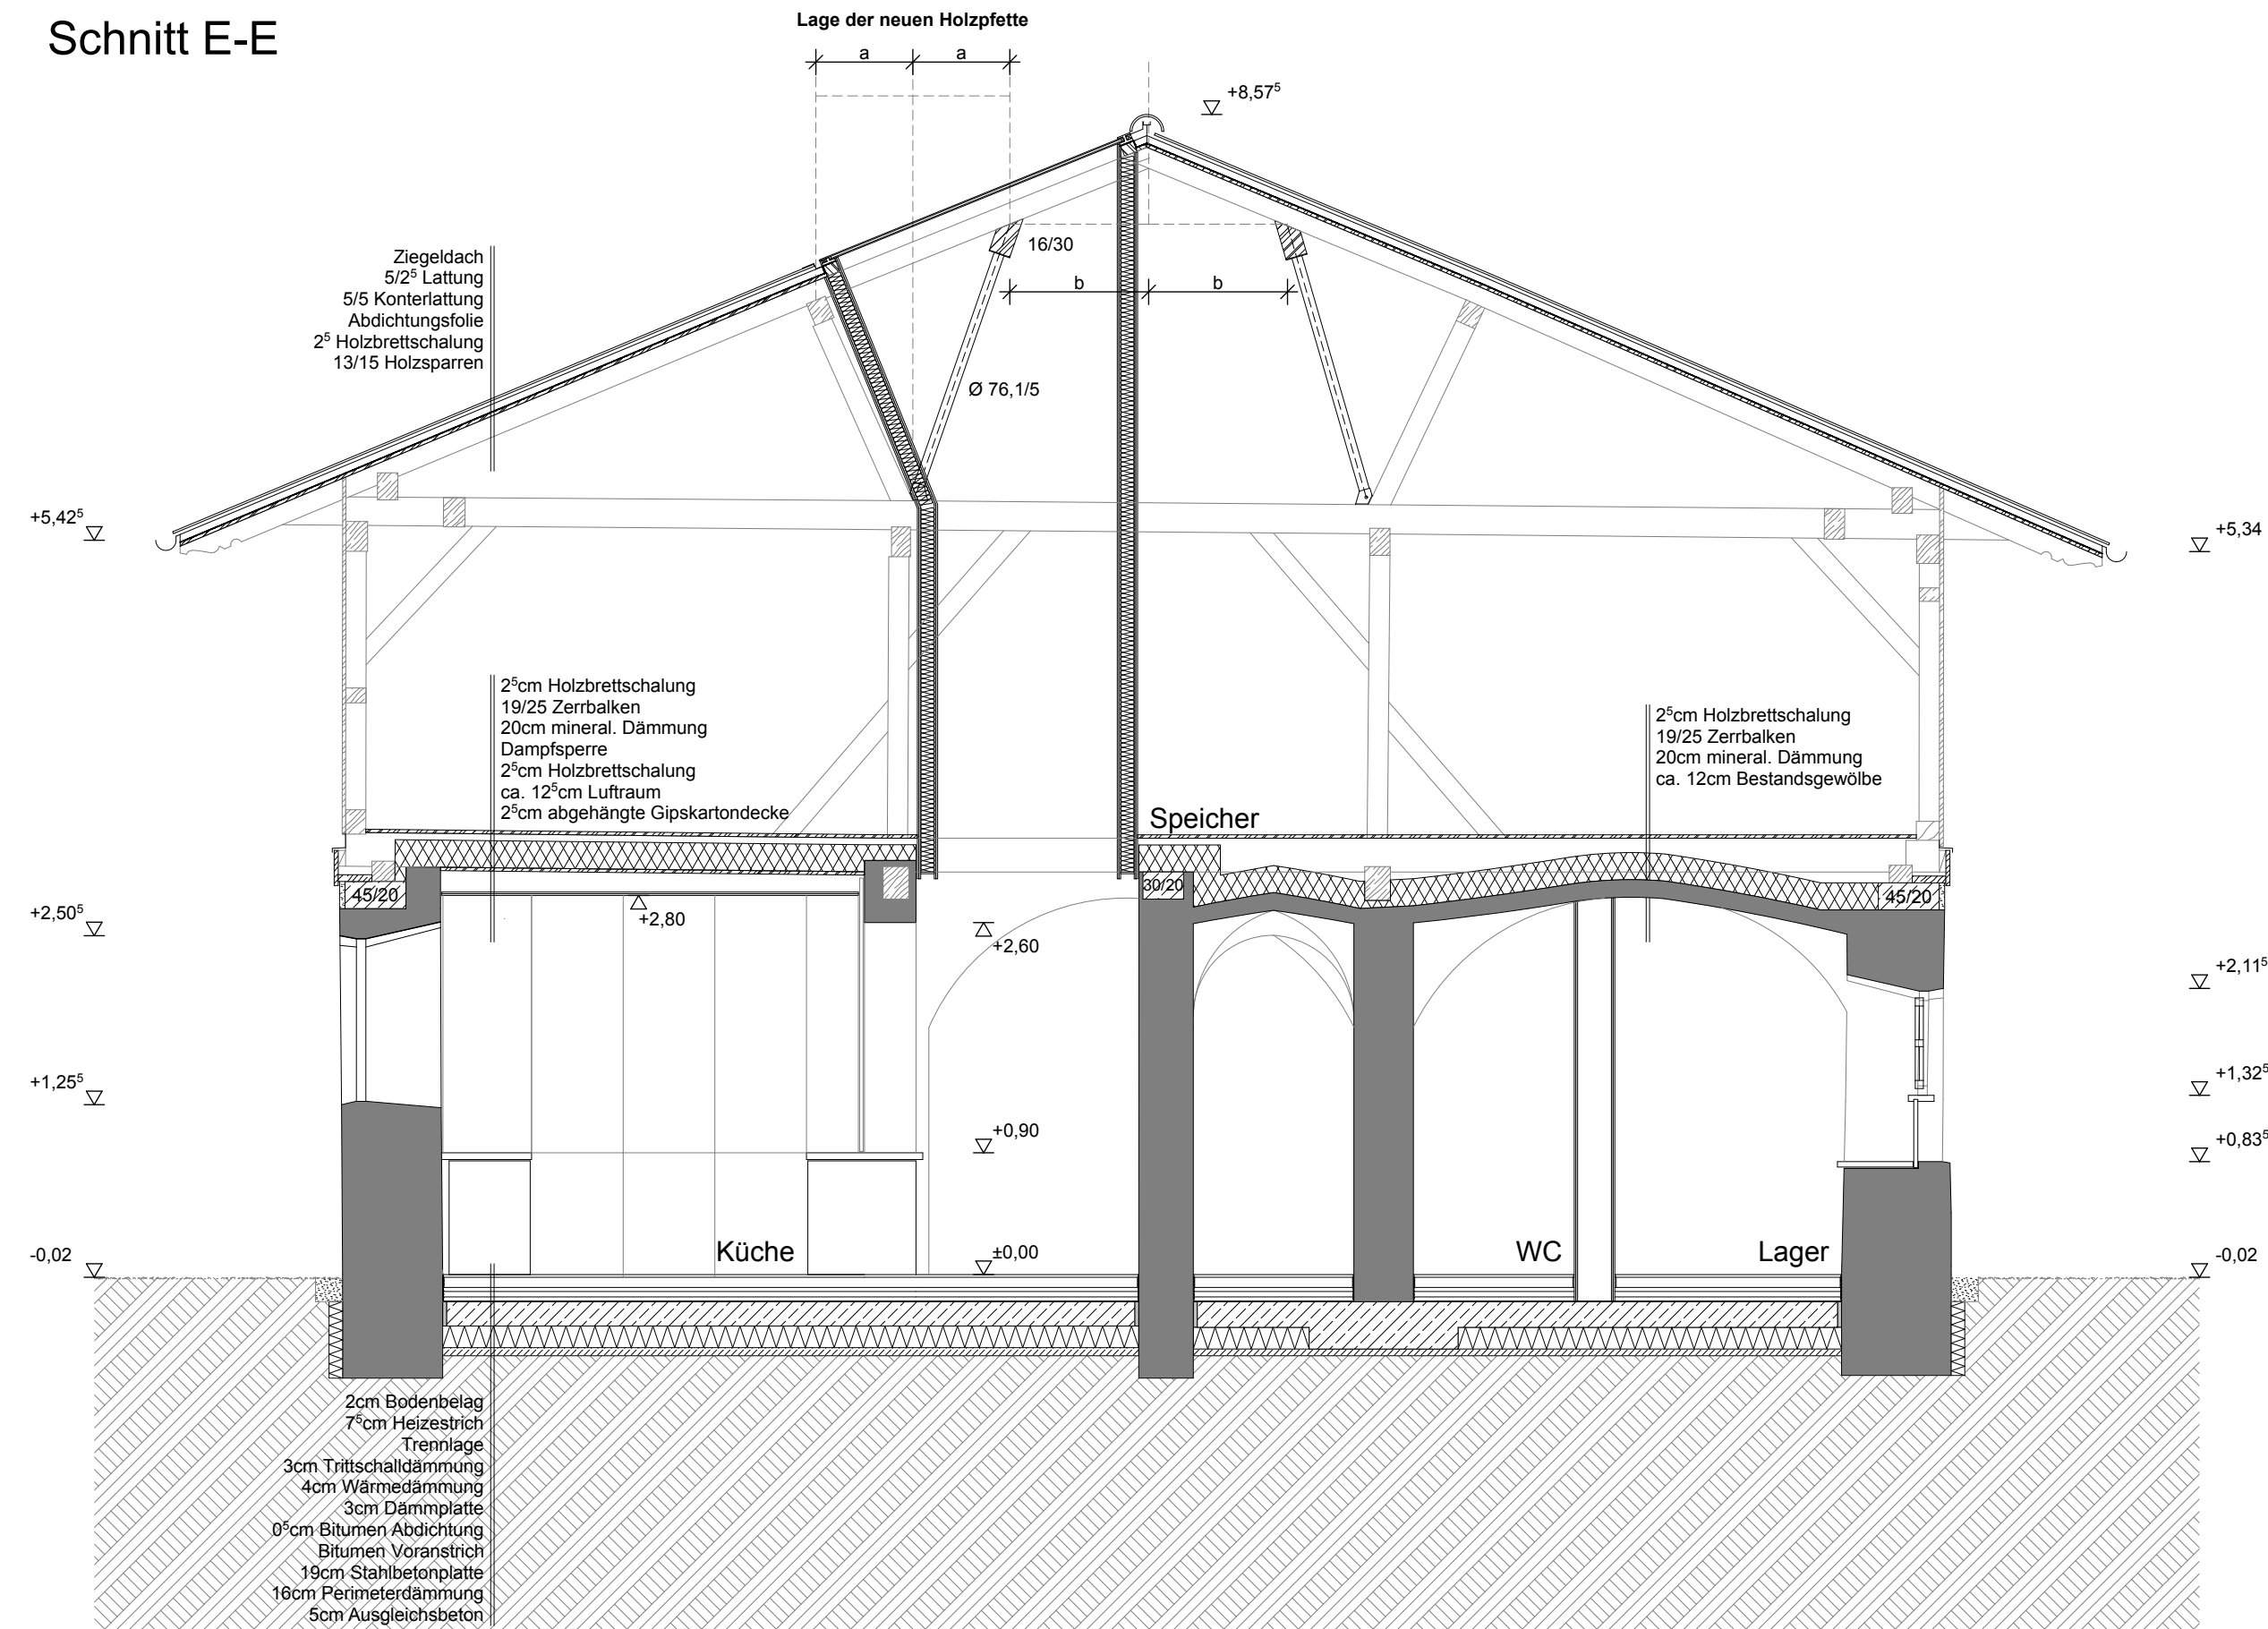 Schnitt E-E
Lage der neuen Holzpfette
a
a
+8,57⁵
Ziegeldach
5/2⁵ Lattung
5/5 Konterlattung
Abdichtungsfolie
2⁵ Holzbrettschalung
13/15 Holzsparren
16/30
b
b
Ø 76,1/5
+5,42⁵
+5,34
2⁵cm Holzbrettschalung
19/25 Zerrbalken
20cm mineral. Dämmung
Dampfsperre
2⁵cm Holzbrettschalung
ca. 12⁵cm Luftraum
2⁵cm abgehängte Gipskartondecke
2⁵cm Holzbrettschalung
19/25 Zerrbalken
20cm mineral. Dämmung
ca. 12cm Bestandsgewölbe
Speicher
45/20
30/20
45/20
+2,50⁵
+2,80
+2,60
+2,11⁵
+1,25⁵
+1,32⁵
+0,90
+0,83⁵
Küche
±0,00
WC
Lager
-0,02
-0,02
2cm Bodenbelag
7⁵cm Heizestrich
Trennlage
3cm Trittschalldämmung
4cm Wärmedämmung
3cm Dämmplatte
0⁵cm Bitumen Abdichtung
Bitumen Voranstrich
19cm Stahlbetonplatte
16cm Perimeterdämmung
5cm Ausgleichsbeton